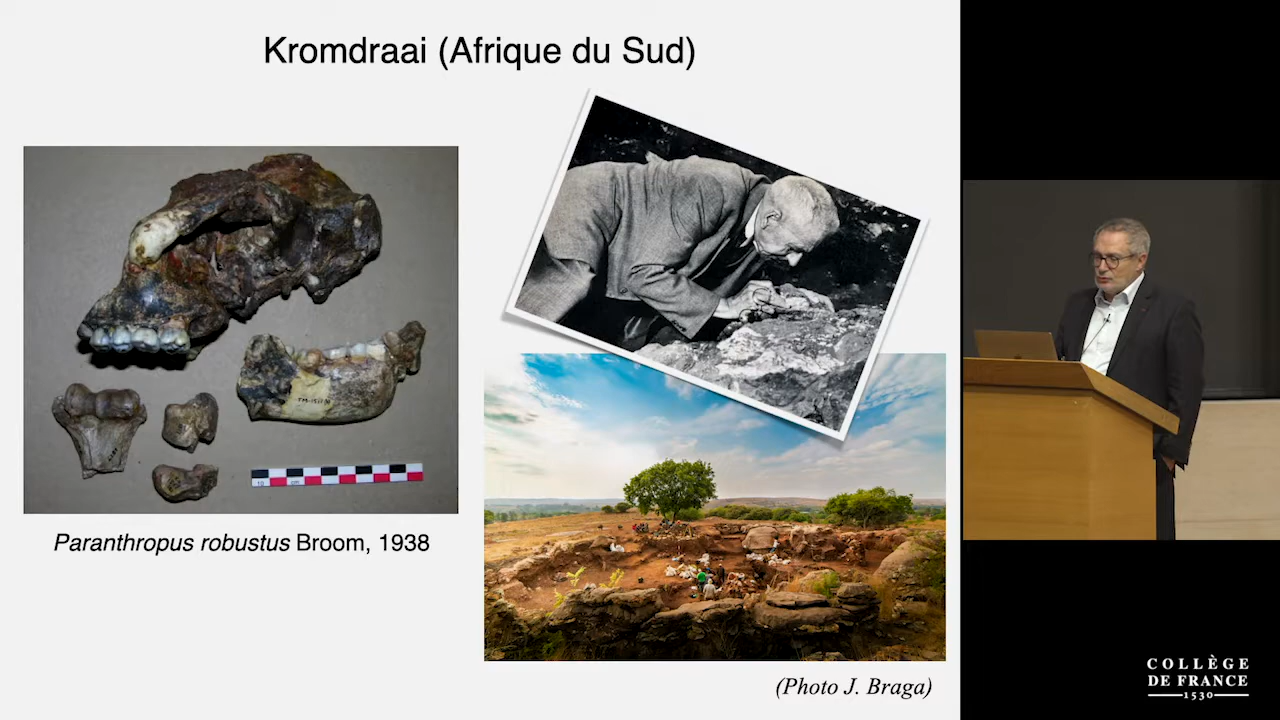 Kromdraai (Afrique du Sud)
Paranthropus robustus Broom, 1938
(Photo J. Braga)
COLLÈGE
DE FRANCE
1530